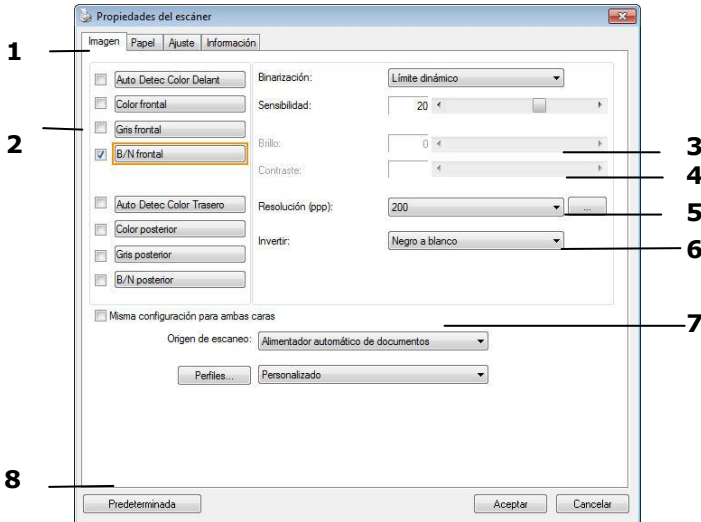 Propiedades del escáner
Imagen Papel Ajuste Información
1
Auto Detec Color Delant
Color frontal
Gris frontal
B/N frontal
2
Auto Detec Color Trasero
Color posterior
Gris posterior
B/N posterior
Binarización: Límite dinámico
Sensibilidad: 20
Brillo: 0
3
Contraste:
4
Resolución (ppp): 200 ...
5
Invertir: Negro a blanco
6
Misma configuración para ambas caras
7
Origen de escaneo: Alimentador automático de documentos
Perfiles... Personalizado
8
Predeterminada Aceptar Cancelar